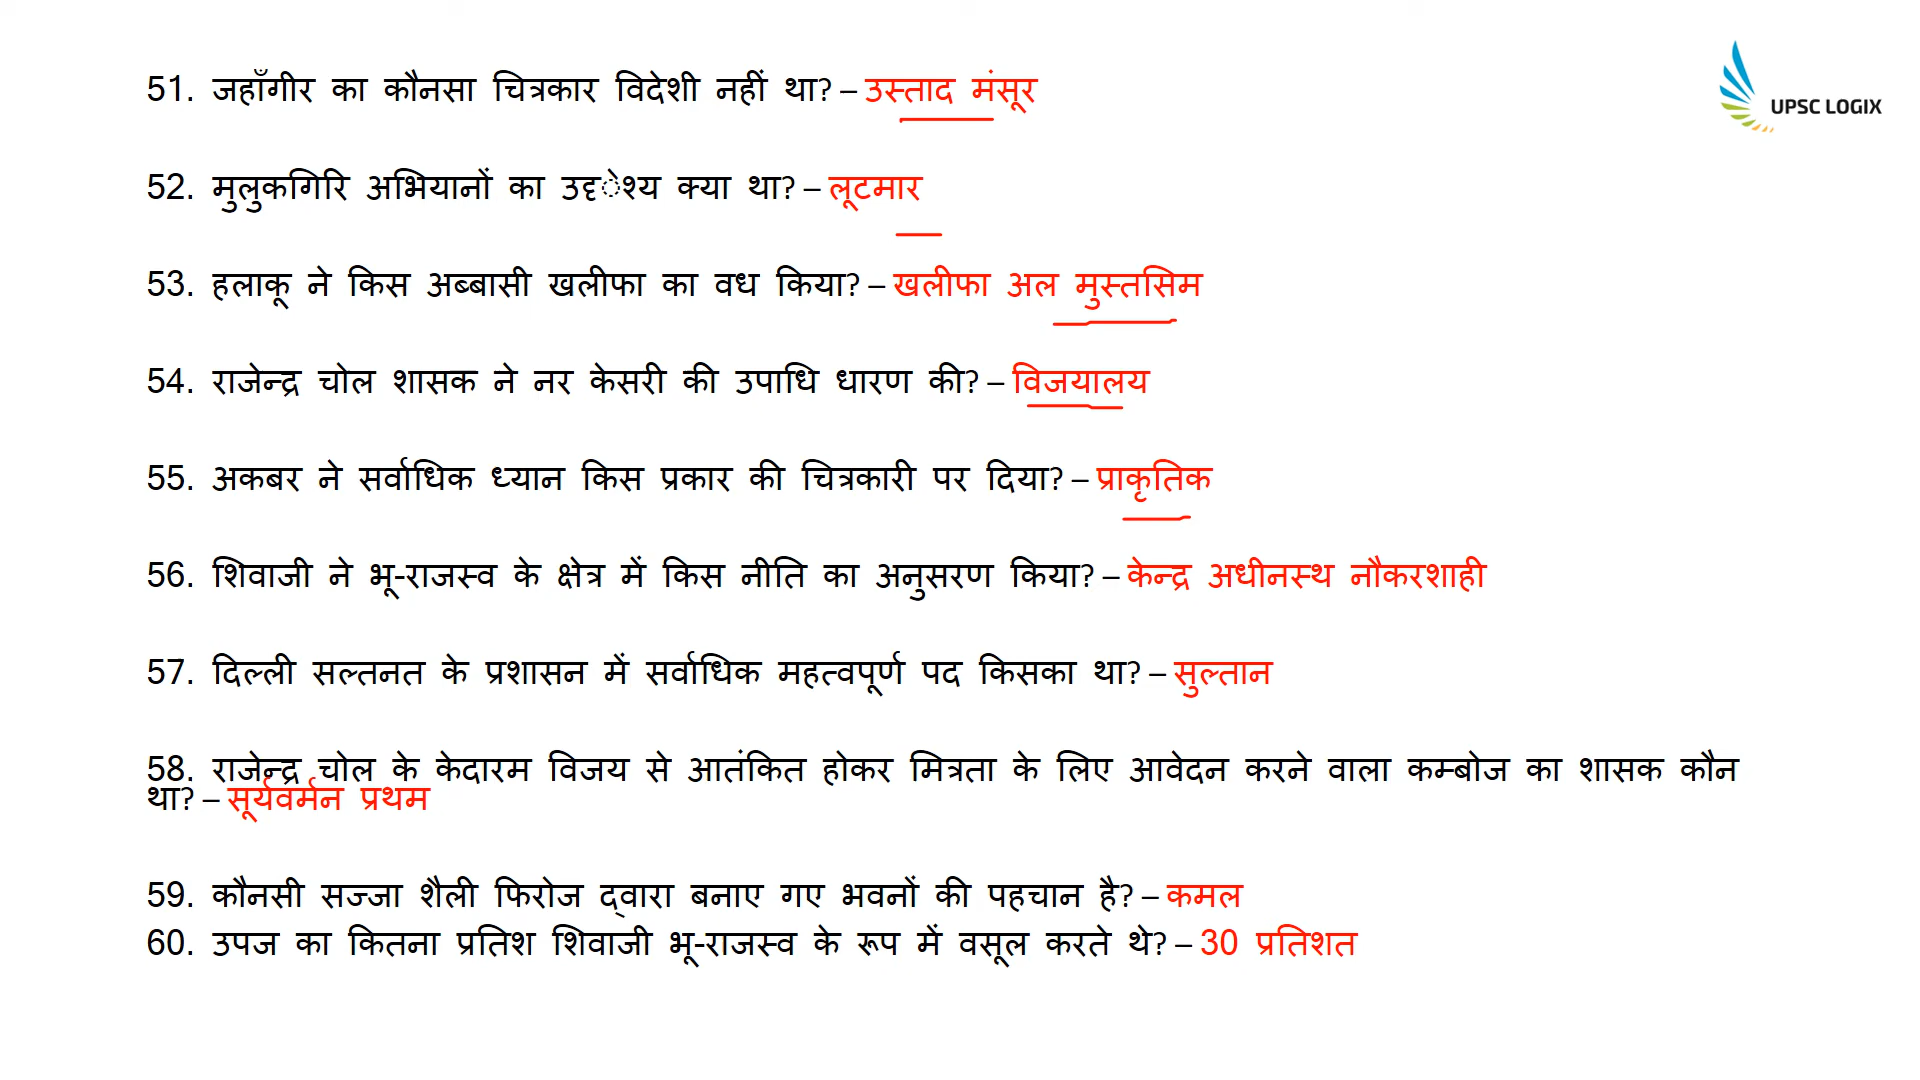 51. जहाँगीर का कौनसा चित्रकार विदेशी नहीं था? – उस्ताद मंसूर
UPSC LOGIX
52. मुलुकगिरि अभियानों का उदृेश्य क्या था? – लूटमार
53. हलाकू ने किस अब्बासी खलीफा का वध किया? – खलीफा अल मुस्तसिम
54. राजेन्द्र चोल शासक ने नर केसरी की उपाधि धारण की? – विजयालय
55. अकबर ने सर्वाधिक ध्यान किस प्रकार की चित्रकारी पर दिया? – प्राकृतिक
56. शिवाजी ने भू-राजस्व के क्षेत्र में किस नीति का अनुसरण किया? – केन्द्र अधीनस्थ नौकरशाही
57. दिल्ली सल्तनत के प्रशासन में सर्वाधिक महत्वपूर्ण पद किसका था? – सुल्तान
58. राजेन्द्र चोल के केदारम विजय से आतंकित होकर मित्रता के लिए आवेदन करने वाला कम्बोज का शासक कौन
था? – सूर्यवर्मन प्रथम
59. कौनसी सज्जा शैली फिरोज द्वारा बनाए गए भवनों की पहचान है? – कमल
60. उपज का कितना प्रतिश शिवाजी भू-राजस्व के रूप में वसूल करते थे? – 30 प्रतिशत